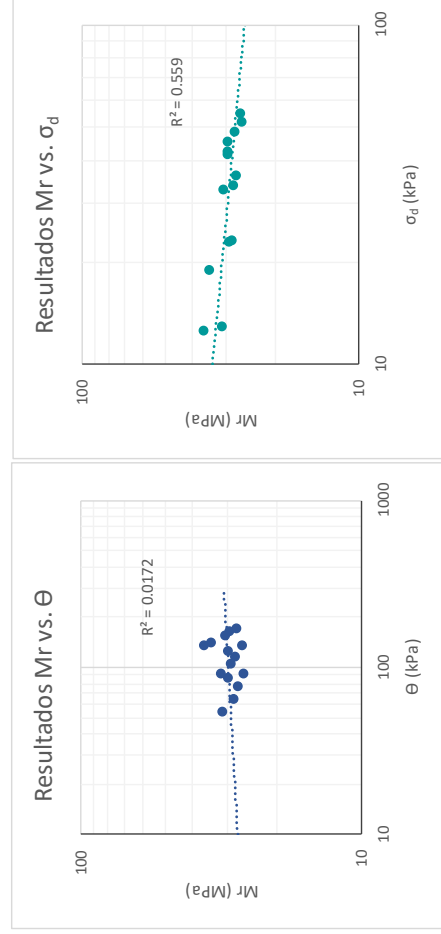 Resultados Mr vs. Θ
R² = 0.0172
100
10
Mr (MPa)
10
100
1000
Θ (kPa)
Resultados Mr vs. σd
R² = 0.559
100
10
Mr (MPa)
10
100
σd (kPa)